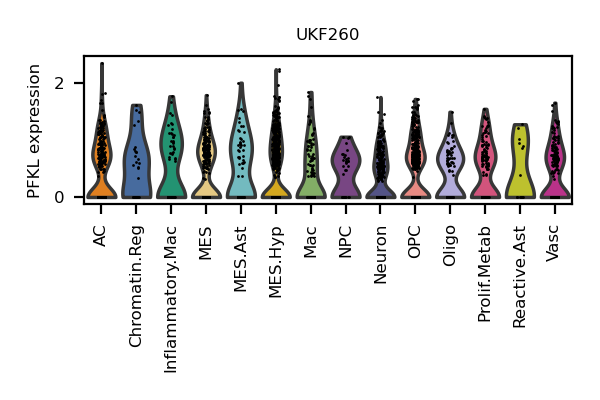 UKF260
PFKL expression
2
0
AC
Chromatin.Reg
Inflammatory.Mac
MES
MES.Ast
MES.Hyp
Mac
NPC
Neuron
OPC
Oligo
Prolif.Metab
Reactive.Ast
Vasc